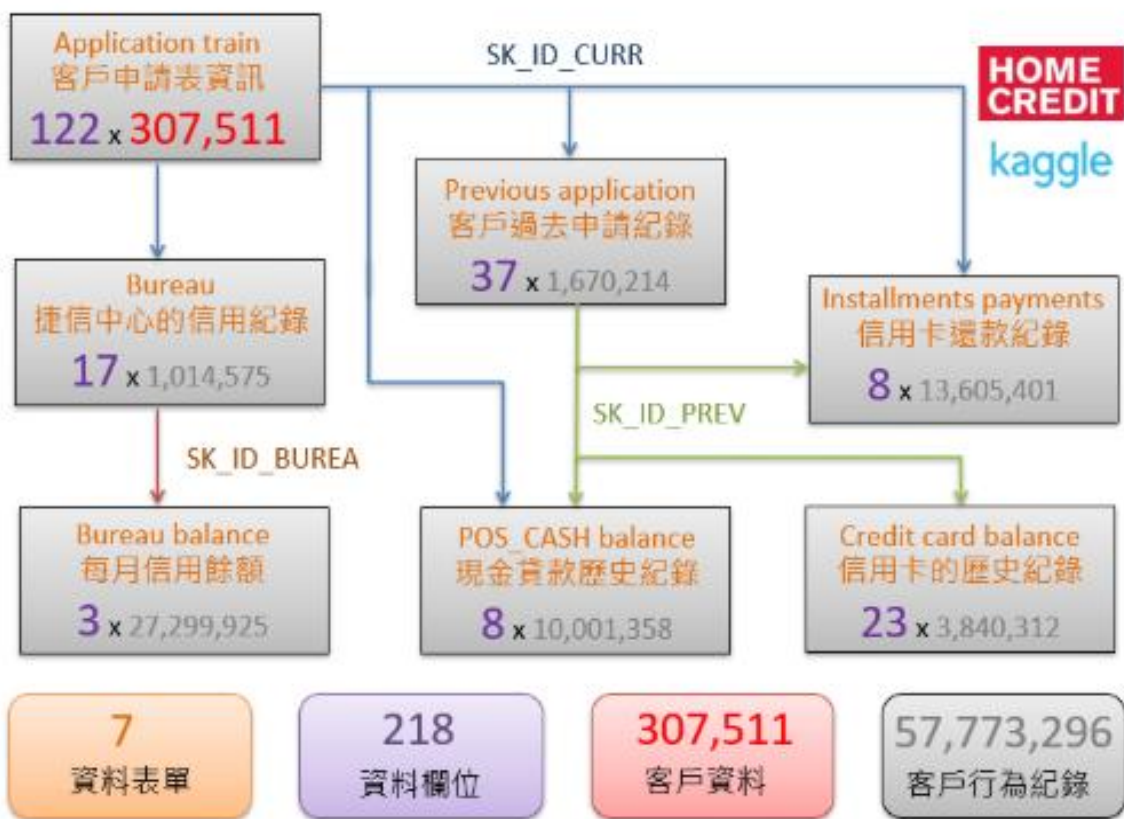 Application train
客戶申請表資訊
122 x 307,511
SK_ID_CURR
HOME
CREDIT
kaggle
Previous application
客戶過去申請紀錄
37 x 1,670,214
Bureau
捷信中心的信用紀錄
17 x 1,014,575
Installments payments
信用卡還款紀錄
8 x 13,605,401
SK_ID_PREV
SK_ID_BUREA
Bureau balance
每月信用餘額
3 x 27,299,925
POS_CASH balance
現金貸款歷史紀錄
8 x 10,001,358
Credit card balance
信用卡的歷史紀錄
23 x 3,840,312
7
資料表單
218
資料欄位
307,511
客戶資料
57,773,296
客戶行為紀錄